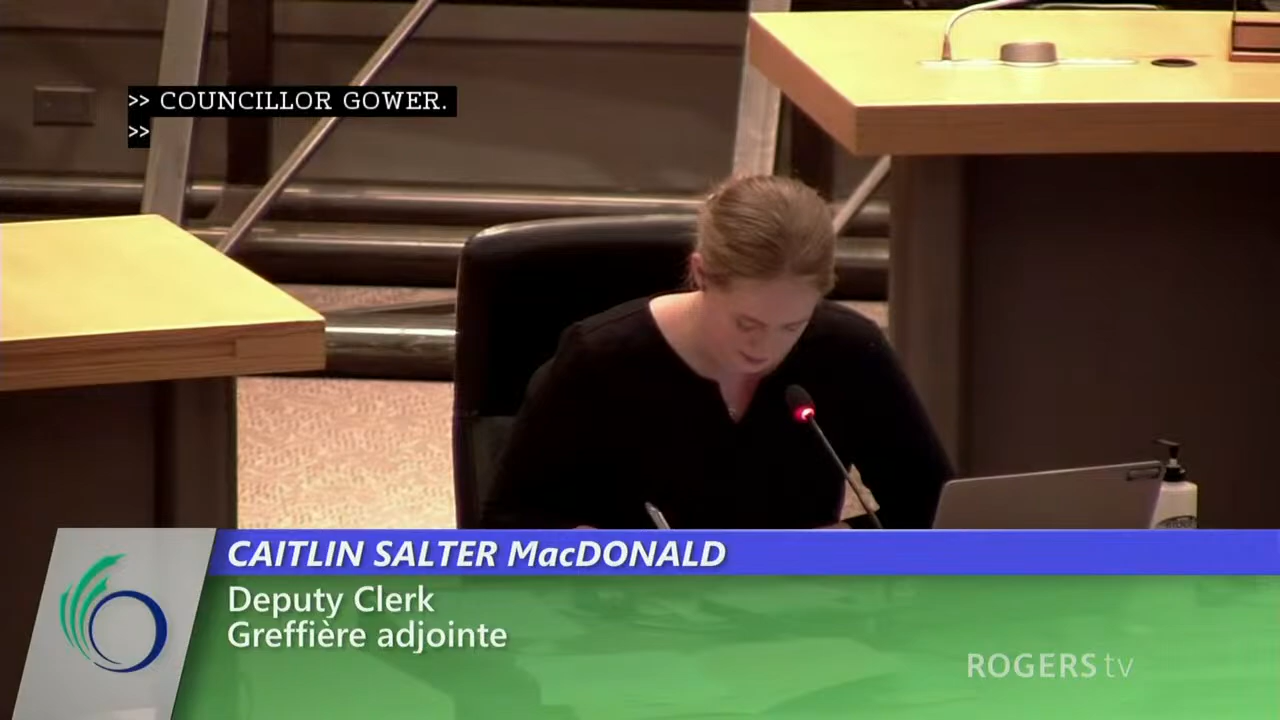 >> COUNCILLOR GOWER.
>>
CAITLIN SALTER MacDONALD
Deputy Clerk
Greffière adjointe
ROGERS tv